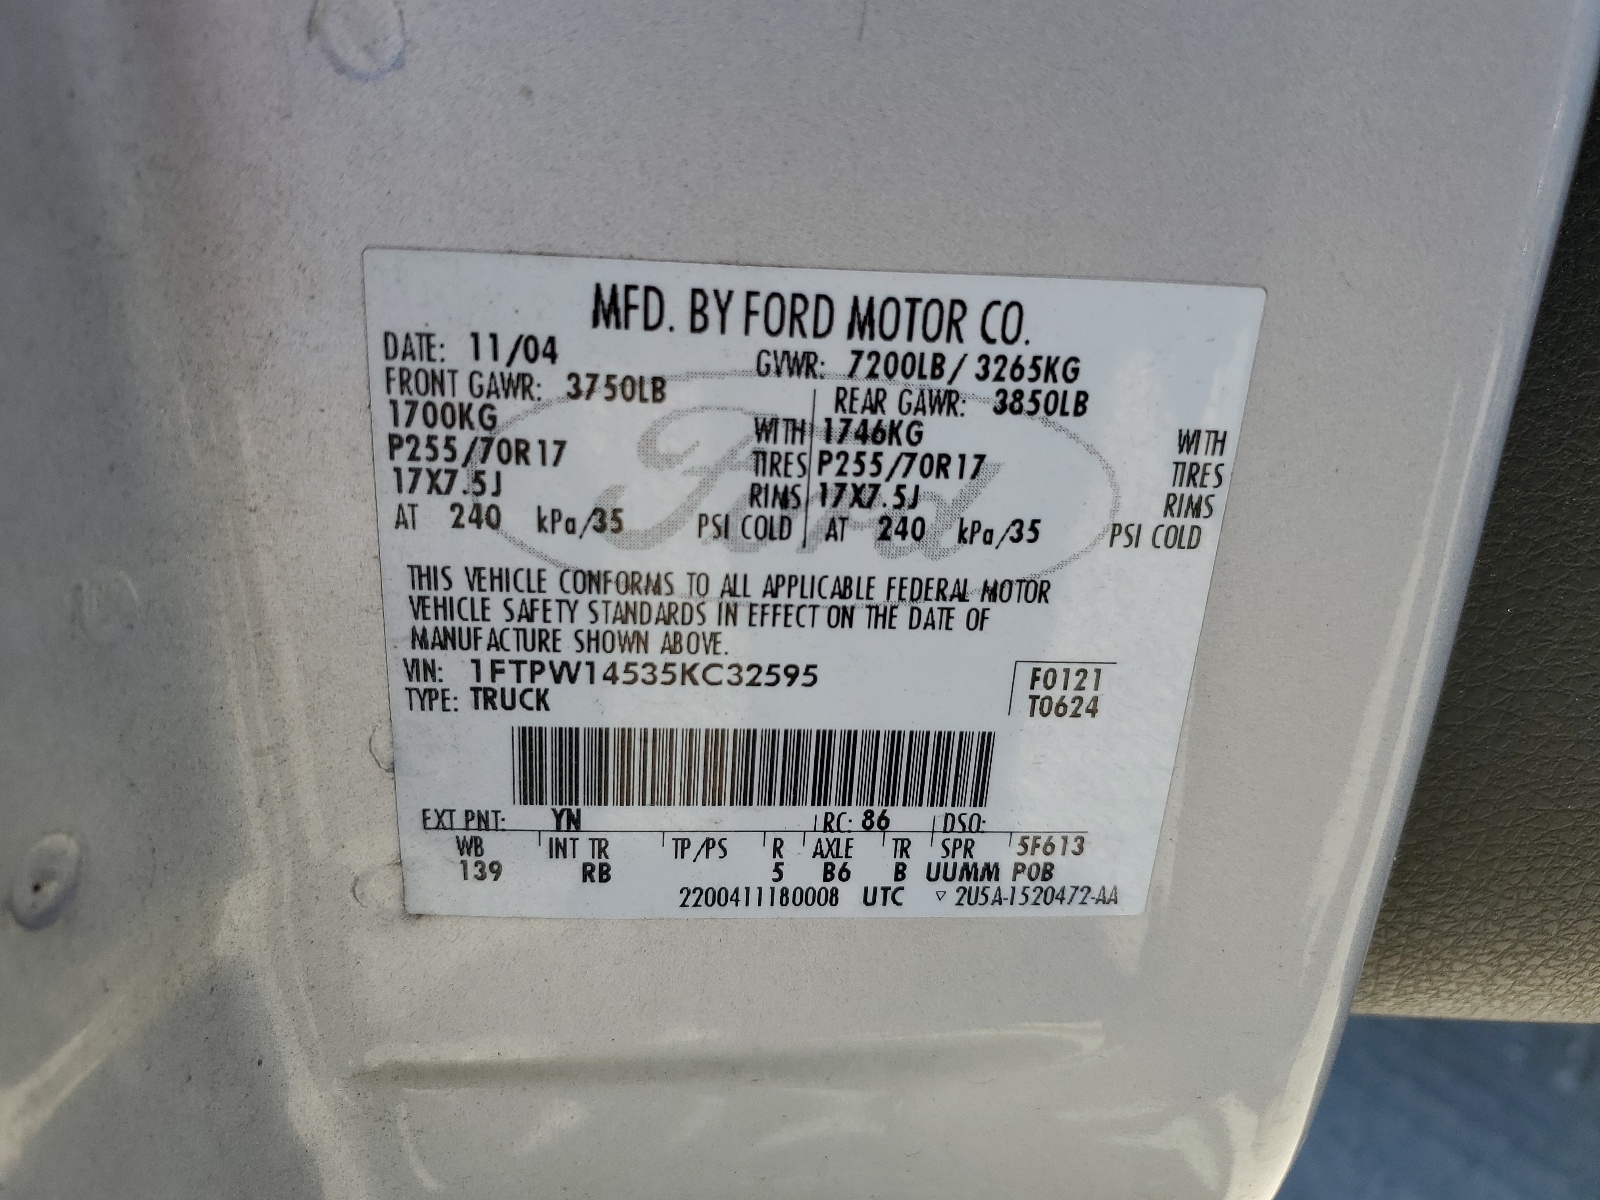 MFD. BY FORD MOTOR CO.
DATE: 11/04 GVWR: 7200LB / 3265KG
FRONT GAWR: 3750LB REAR GAWR: 3850LB
1700KG WITH 1746KG WITH
P255/70R17 TIRES P255/70R17 TIRES
17X7.5J RIMS 17X7.5J RIMS
AT 240 kPa/35 PSI COLD AT 240 kPa/35 PSI COLD
Ford
THIS VEHICLE CONFORMS TO ALL APPLICABLE FEDERAL MOTOR
VEHICLE SAFETY STANDARDS IN EFFECT ON THE DATE OF
MANUFACTURE SHOWN ABOVE.
VIN: 1FTPW14535KC32595 F0121
TYPE: TRUCK T0624
EXT PNT: YN RC: 86 DSO:
WB INT TR TP/PS R AXLE TR SPR 5F613
139 RB 5 B6 B UUMM POB
2200411180008 UTC ▽ 2U5A-1520472-AA